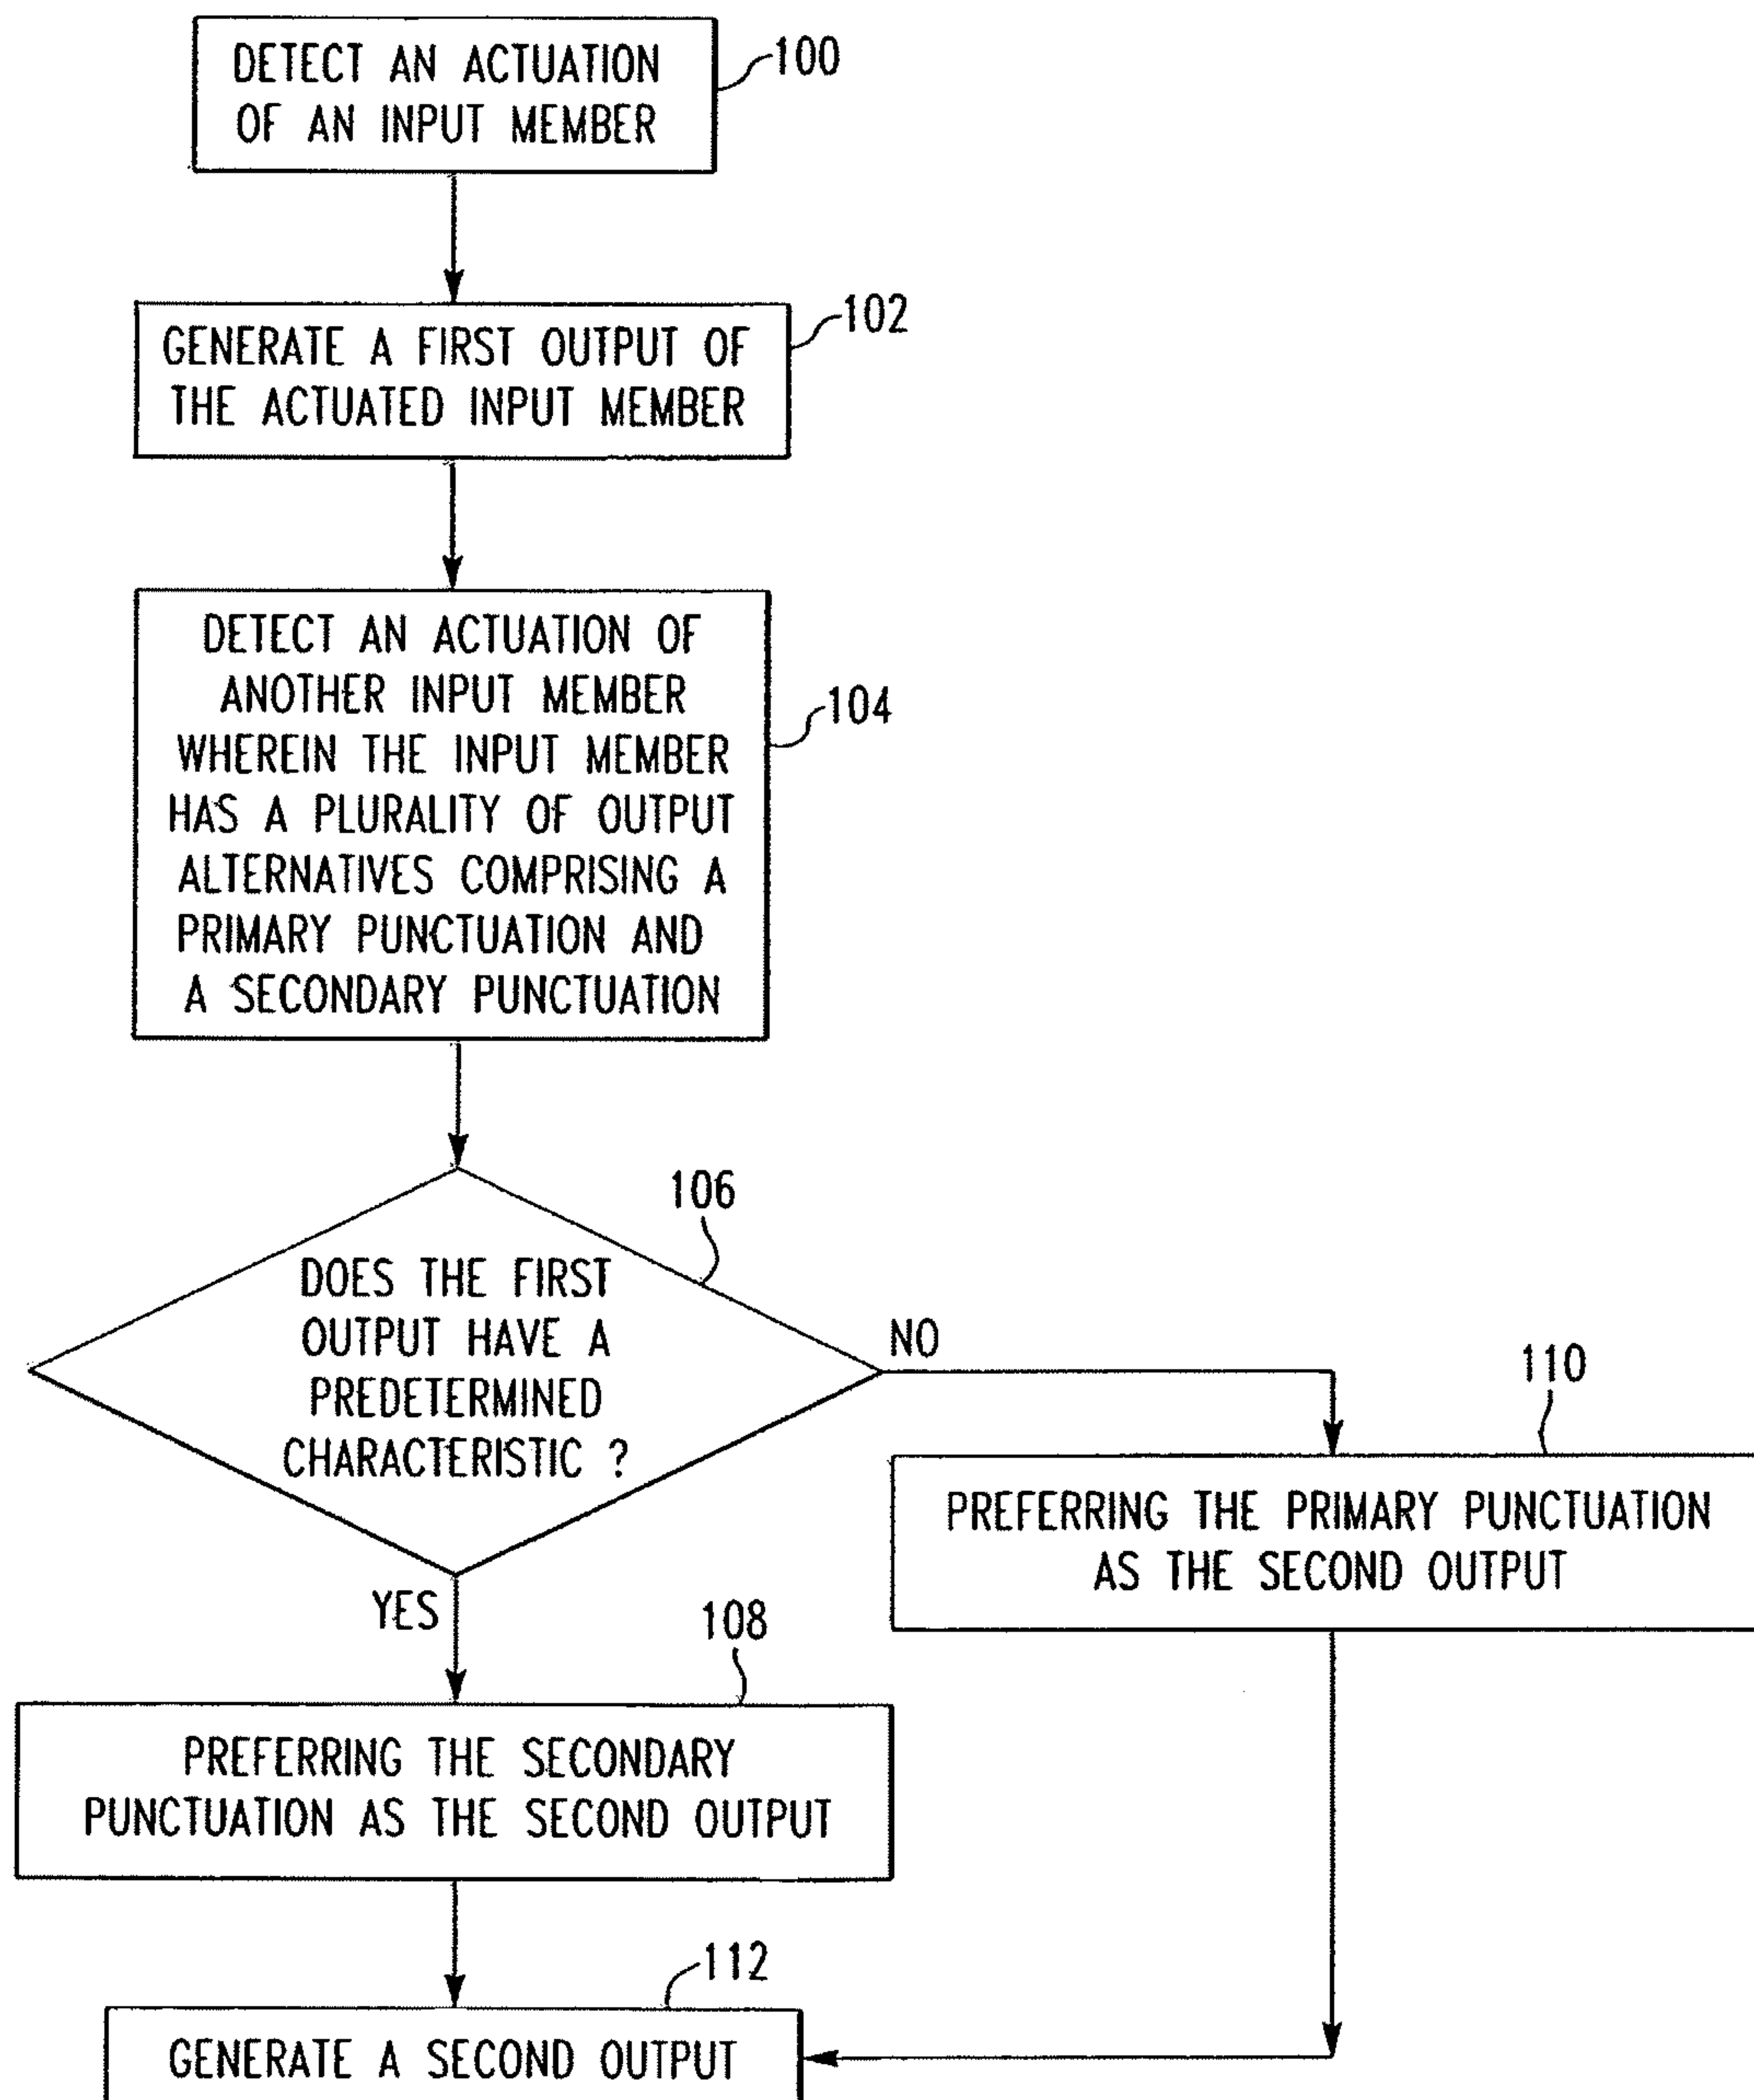 DETECT AN ACTUATION
OF AN INPUT MEMBER
100
GENERATE A FIRST OUTPUT OF
THE ACTUATED INPUT MEMBER
102
DETECT AN ACTUATION OF
ANOTHER INPUT MEMBER
WHEREIN THE INPUT MEMBER
HAS A PLURALITY OF OUTPUT
ALTERNATIVES COMPRISING A
PRIMARY PUNCTUATION AND
A SECONDARY PUNCTUATION
104
106
DOES THE FIRST
OUTPUT HAVE A
PREDETERMINED
CHARACTERISTIC ?
NO
110
PREFERRING THE PRIMARY PUNCTUATION
AS THE SECOND OUTPUT
YES
108
PREFERRING THE SECONDARY
PUNCTUATION AS THE SECOND OUTPUT
112
GENERATE A SECOND OUTPUT